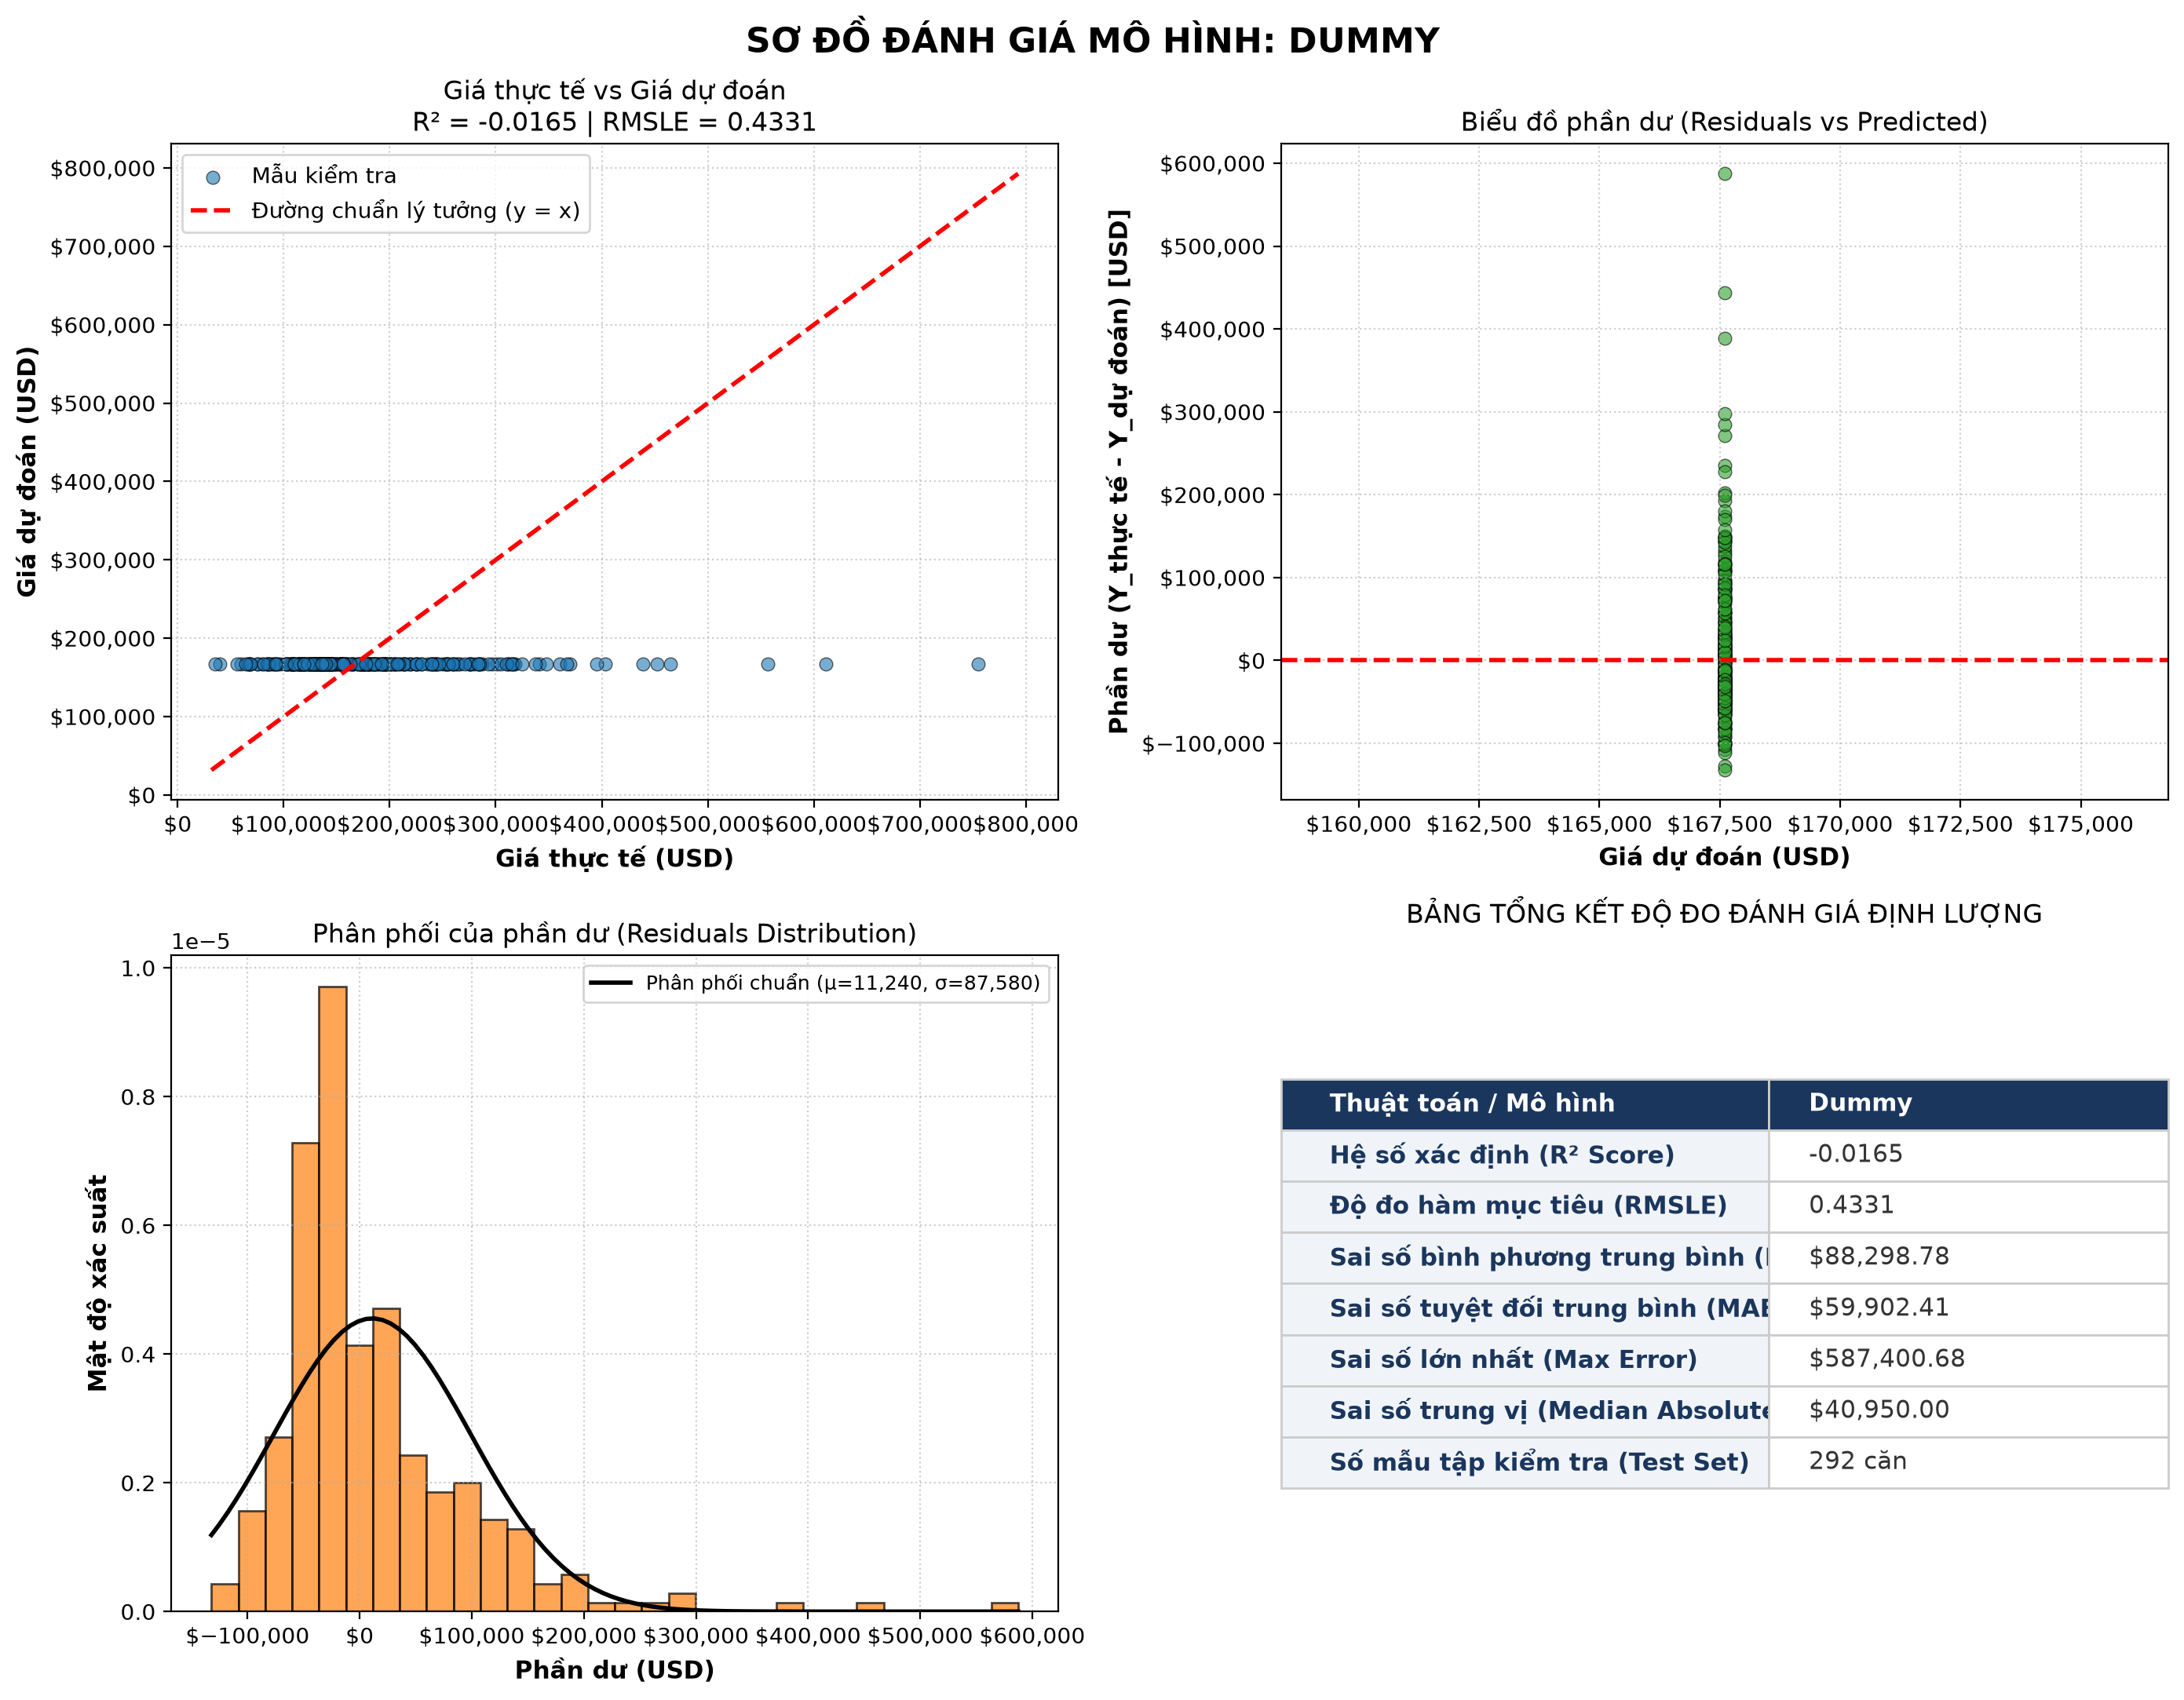 SƠ ĐỒ ĐÁNH GIÁ MÔ HÌNH: DUMMY
Giá thực tế vs Giá dự đoán
R² = -0.0165 | RMSLE = 0.4331
Mẫu kiểm tra
Đường chuẩn lý tưởng (y = x)
Giá dự đoán (USD)
$800,000
$700,000
$600,000
$500,000
$400,000
$300,000
$200,000
$100,000
$0
$0 $100,000 $200,000 $300,000 $400,000 $500,000 $600,000 $700,000 $800,000
Giá thực tế (USD)
Biểu đồ phần dư (Residuals vs Predicted)
Phần dư (Y_thực tế - Y_dự đoán) [USD]
$600,000
$500,000
$400,000
$300,000
$200,000
$100,000
$0
$−100,000
$160,000 $162,500 $165,000 $167,500 $170,000 $172,500 $175,000
Giá dự đoán (USD)
Phân phối của phần dư (Residuals Distribution)
1e−5
Phân phối chuẩn (μ=11,240, σ=87,580)
Mật độ xác suất
1.0
0.8
0.6
0.4
0.2
0.0
$−100,000 $0 $100,000 $200,000 $300,000 $400,000 $500,000 $600,000
Phần dư (USD)
BẢNG TỔNG KẾT ĐỘ ĐO ĐÁNH GIÁ ĐỊNH LƯỢNG
Thuật toán / Mô hình Dummy
Hệ số xác định (R² Score) -0.0165
Độ đo hàm mục tiêu (RMSLE) 0.4331
Sai số bình phương trung bình ( $88,298.78
Sai số tuyệt đối trung bình (MAE $59,902.41
Sai số lớn nhất (Max Error) $587,400.68
Sai số trung vị (Median Absolute $40,950.00
Số mẫu tập kiểm tra (Test Set) 292 căn